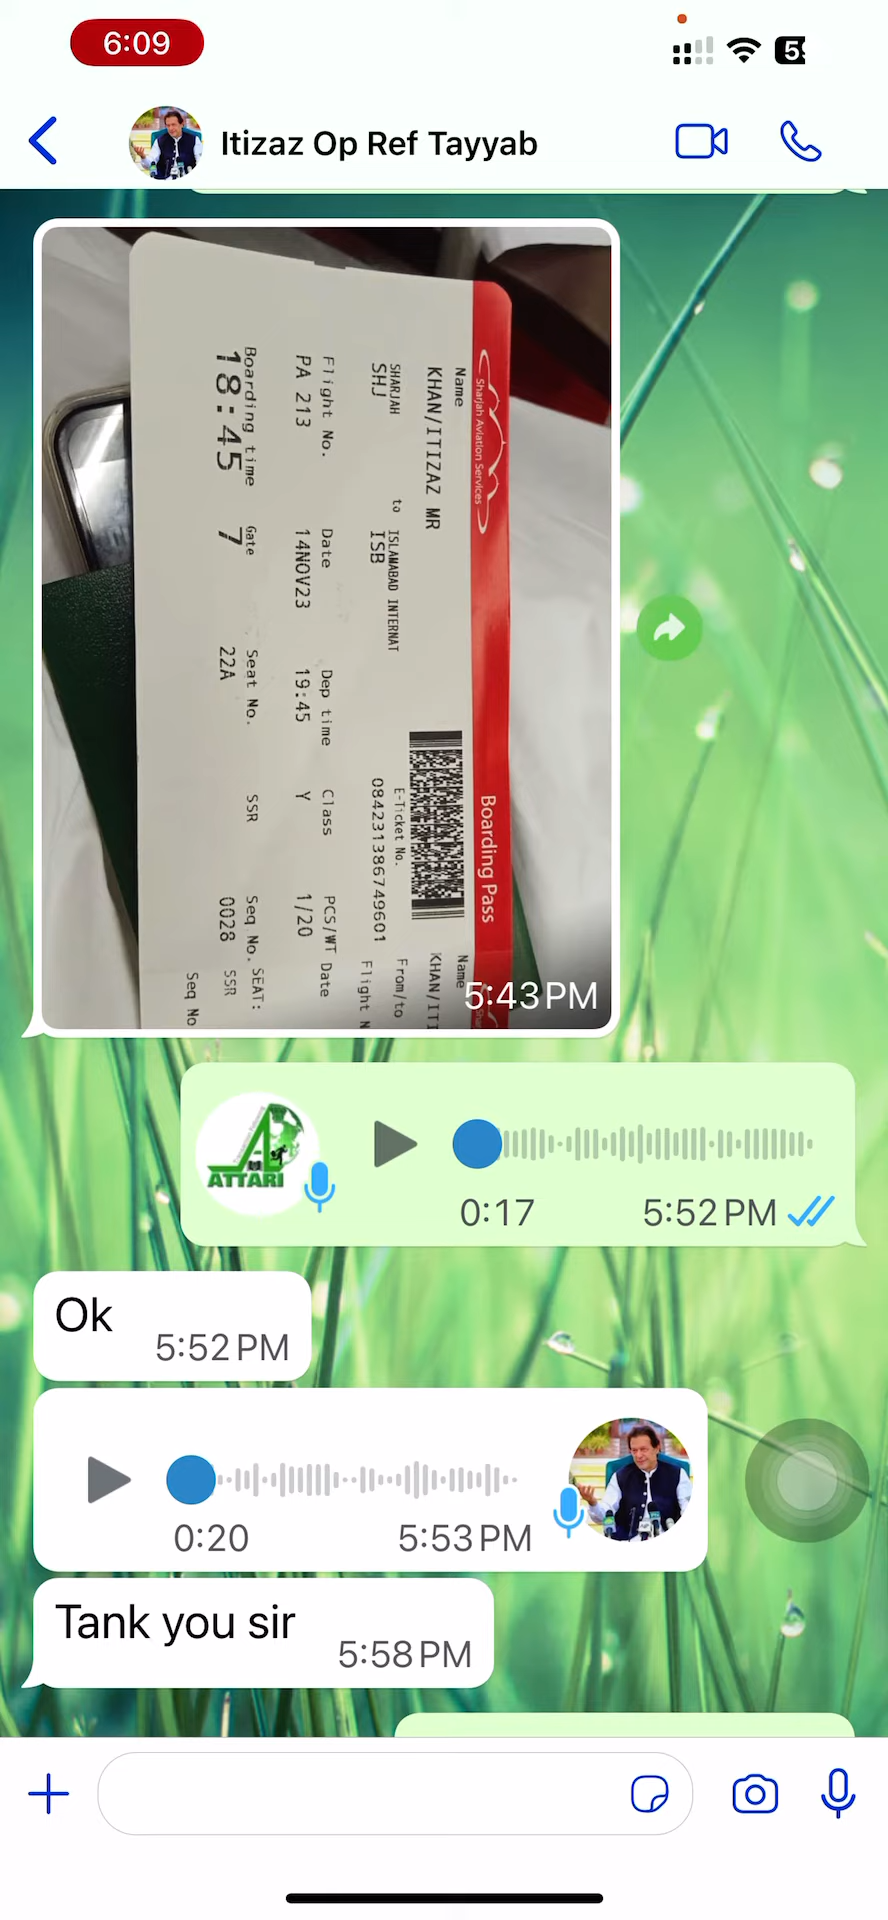 6:09
Itizaz Op Ref Tayyab
Sharjah Aviation Services
Boarding Pass
Name
KHAN/ITIZAZ MR
SHARJAH to ISLAMABAD INTERNAT
SHJ ISB
E-Ticket No.
084231386749601
Flight No. Date Dep time Class PCS/WT
PA 213 14NOV23 19:45 Y 1/20
Boarding time Gate Seat No. SSR Seq No.
18:45 7 22A 0028
Name
KHAN/ITI
From/to
Flight N
Date
SEAT:
SSR
Seq No
5:43 PM
ATTARI
0:17 5:52 PM
Ok
5:52 PM
0:20 5:53 PM
Tank you sir
5:58 PM